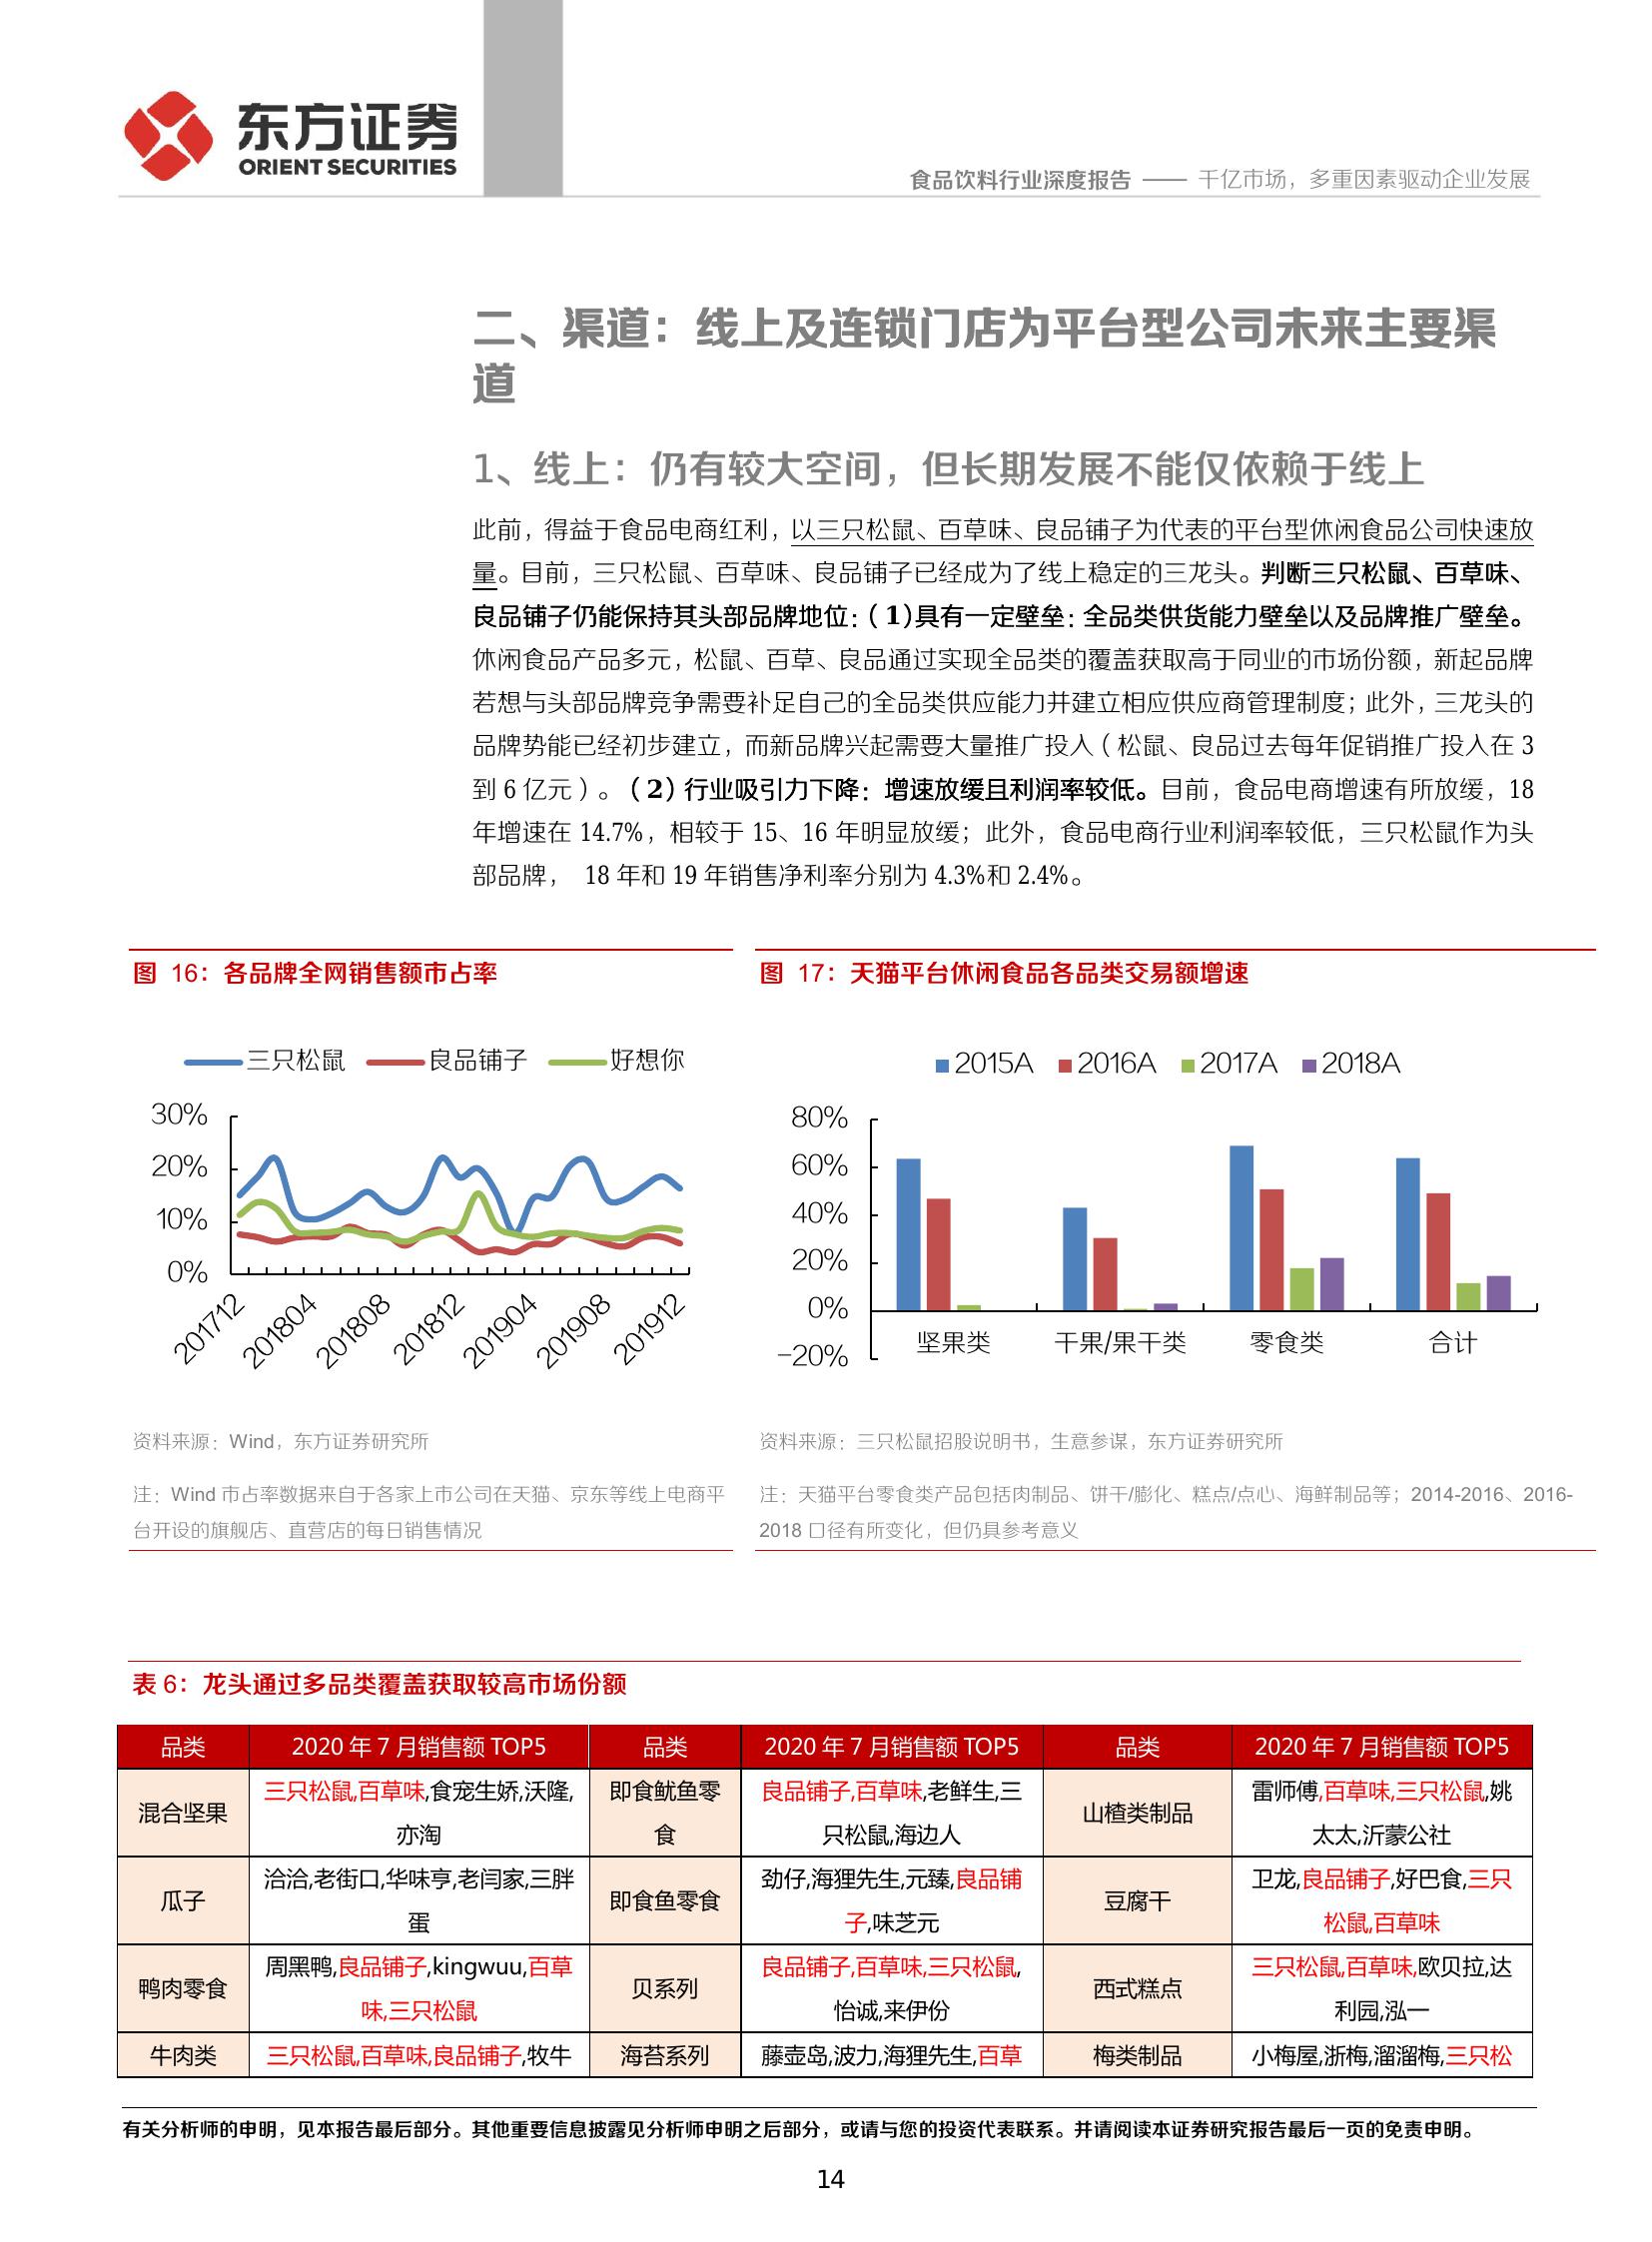 东方证券
ORIENT SECURITIES
食品饮料行业深度报告 —— 千亿市场，多重因素驱动企业发展
二、渠道：线上及连锁门店为平台型公司未来主要渠
道
1、线上：仍有较大空间，但长期发展不能仅依赖于线上
此前，得益于食品电商红利，以三只松鼠、百草味、良品铺子为代表的平台型休闲食品公司快速放
量。目前，三只松鼠、百草味、良品铺子已经成为了线上稳定的三龙头。判断三只松鼠、百草味、
良品铺子仍能保持其头部品牌地位：（1）具有一定壁垒：全品类供货能力壁垒以及品牌推广壁垒。
休闲食品产品多元，松鼠、百草、良品通过实现全品类的覆盖获取高于同业的市场份额，新起品牌
若想与头部品牌竞争需要补足自己的全品类供应能力并建立相应供应商管理制度；此外，三龙头的
品牌势能已经初步建立，而新品牌兴起需要大量推广投入（松鼠、良品过去每年促销推广投入在 3
到 6 亿元）。（2）行业吸引力下降：增速放缓且利润率较低。目前，食品电商增速有所放缓，18
年增速在 14.7%，相较于 15、16 年明显放缓；此外，食品电商行业利润率较低，三只松鼠作为头
部品牌， 18 年和 19 年销售净利率分别为 4.3%和 2.4%。
图 16：各品牌全网销售额市占率
三只松鼠 良品铺子 好想你
30%
20%
10%
0%
201712 201804 201808 201812 201904 201908 201912
资料来源：Wind，东方证券研究所
注：Wind 市占率数据来自于各家上市公司在天猫、京东等线上电商平
台开设的旗舰店、直营店的每日销售情况
图 17：天猫平台休闲食品各品类交易额增速
2015A 2016A 2017A 2018A
80%
60%
40%
20%
0%
-20%
坚果类 干果/果干类 零食类 合计
资料来源：三只松鼠招股说明书，生意参谋，东方证券研究所
注：天猫平台零食类产品包括肉制品、饼干/膨化、糕点/点心、海鲜制品等；2014-2016、2016-
2018 口径有所变化，但仍具参考意义
表 6：龙头通过多品类覆盖获取较高市场份额
品类 2020 年 7 月销售额 TOP5 品类 2020 年 7 月销售额 TOP5 品类 2020 年 7 月销售额 TOP5
混合坚果 三只松鼠,百草味,食宠生娇,沃隆,
亦淘
即食鱿鱼零
食
良品铺子,百草味,老鲜生,三
只松鼠,海边人
山楂类制品 雷师傅,百草味,三只松鼠,姚
太太,沂蒙公社
瓜子 洽洽,老街口,华味亨,老闫家,三胖
蛋
即食鱼零食 劲仔,海狸先生,元臻,良品铺
子,味芝元
豆腐干 卫龙,良品铺子,好巴食,三只
松鼠,百草味
鸭肉零食 周黑鸭,良品铺子,kingwuu,百草
味,三只松鼠
贝系列 良品铺子,百草味,三只松鼠,
怡诚,来伊份
西式糕点 三只松鼠,百草味,欧贝拉,达
利园,泓一
牛肉类 三只松鼠,百草味,良品铺子,牧牛 海苔系列 藤壶岛,波力,海狸先生,百草 梅类制品 小梅屋,浙梅,溜溜梅,三只松
有关分析师的申明，见本报告最后部分。其他重要信息披露见分析师申明之后部分，或请与您的投资代表联系。并请阅读本证券研究报告最后一页的免责申明。
14